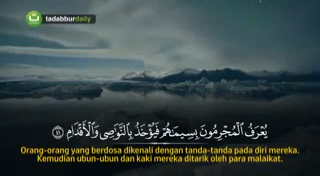 tadabburdaily
يُعْرَفُ الْمُجْرِمُونَ بِسِيمَاهُمْ فَيُؤْخَذُ بِالنَّوَاصِي وَالْأَقْدَامِ ٤١
Orang-orang yang berdosa dikenali dengan tanda-tanda pada diri mereka.
Kemudian ubun-ubun dan kaki mereka ditarik oleh para malaikat.